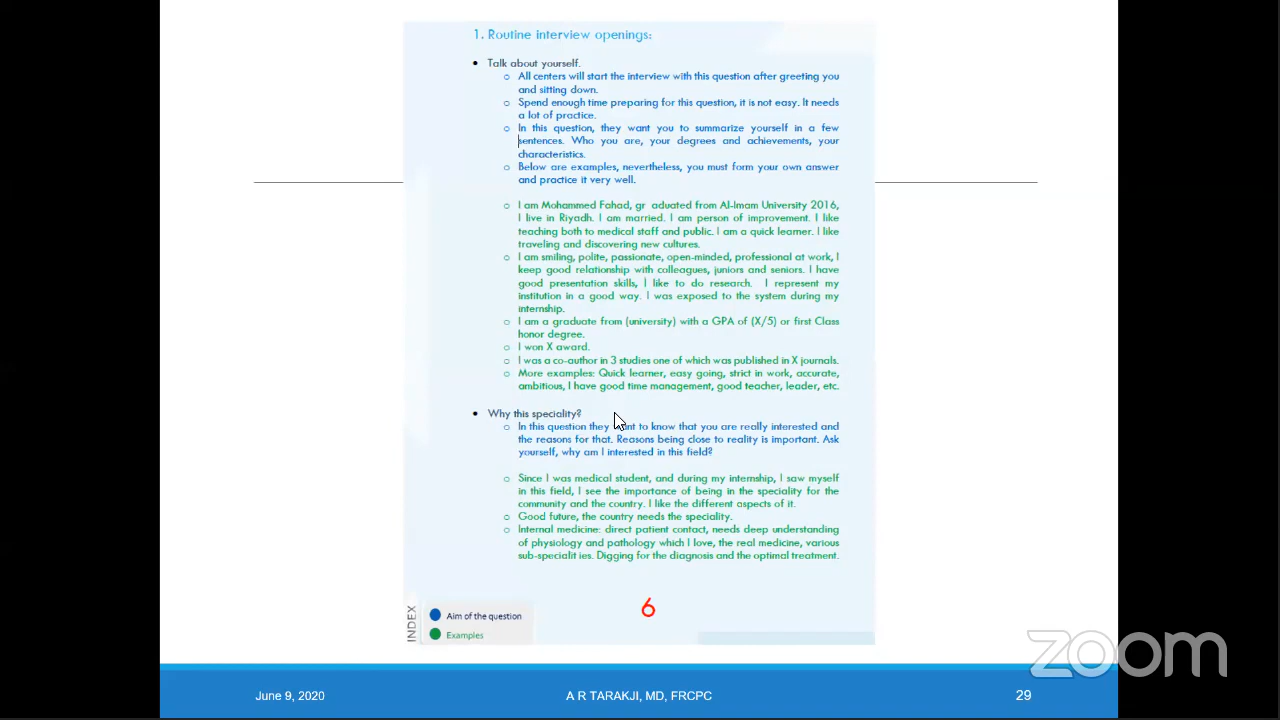 1. Routine interview openings:
• Talk about yourself.
o All centers will start the interview with this question after greeting you
and sitting down.
o Spend enough time preparing for this question, it is not easy. It needs
a lot of practice.
o In this question, they want you to summarize yourself in a few
sentences. Who you are, your degrees and achievements, your
characteristics.
o Below are examples, nevertheless, you must form your own answer
and practice it very well.
o I am Mohammed Fahad, gr aduated from Al-Imam University 2016,
I live in Riyadh. I am married. I am person of improvement. I like
teaching both to medical staff and public. I am a quick learner. I like
traveling and discovering new cultures.
o I am smiling, polite, passionate, open-minded, professional at work, I
keep good relationship with colleagues, juniors and seniors. I have
good presentation skills, I like to do research. I represent my
institution in a good way. I was exposed to the system during my
internship.
o I am a graduate from (university) with a GPA of (X/5) or first Class
honor degree.
o I won X award.
o I was a co-author in 3 studies one of which was published in X journals.
o More examples: Quick learner, easy going, strict in work, accurate,
ambitious, I have good time management, good teacher, leader, etc.
• Why this speciality?
o In this question they want to know that you are really interested and
the reasons for that. Reasons being close to reality is important. Ask
yourself, why am I interested in this field?
o Since I was medical student, and during my internship, I saw myself
in this field, I see the importance of being in the speciality for the
community and the country. I like the different aspects of it.
o Good future, the country needs the speciality.
o Internal medicine: direct patient contact, needs deep understanding
of physiology and pathology which I love, the real medicine, various
sub-specialit ies. Digging for the diagnosis and the optimal treatment.
INDEX
Aim of the question
Examples
6
zoom
June 9, 2020
A R TARAKJI, MD, FRCPC
29